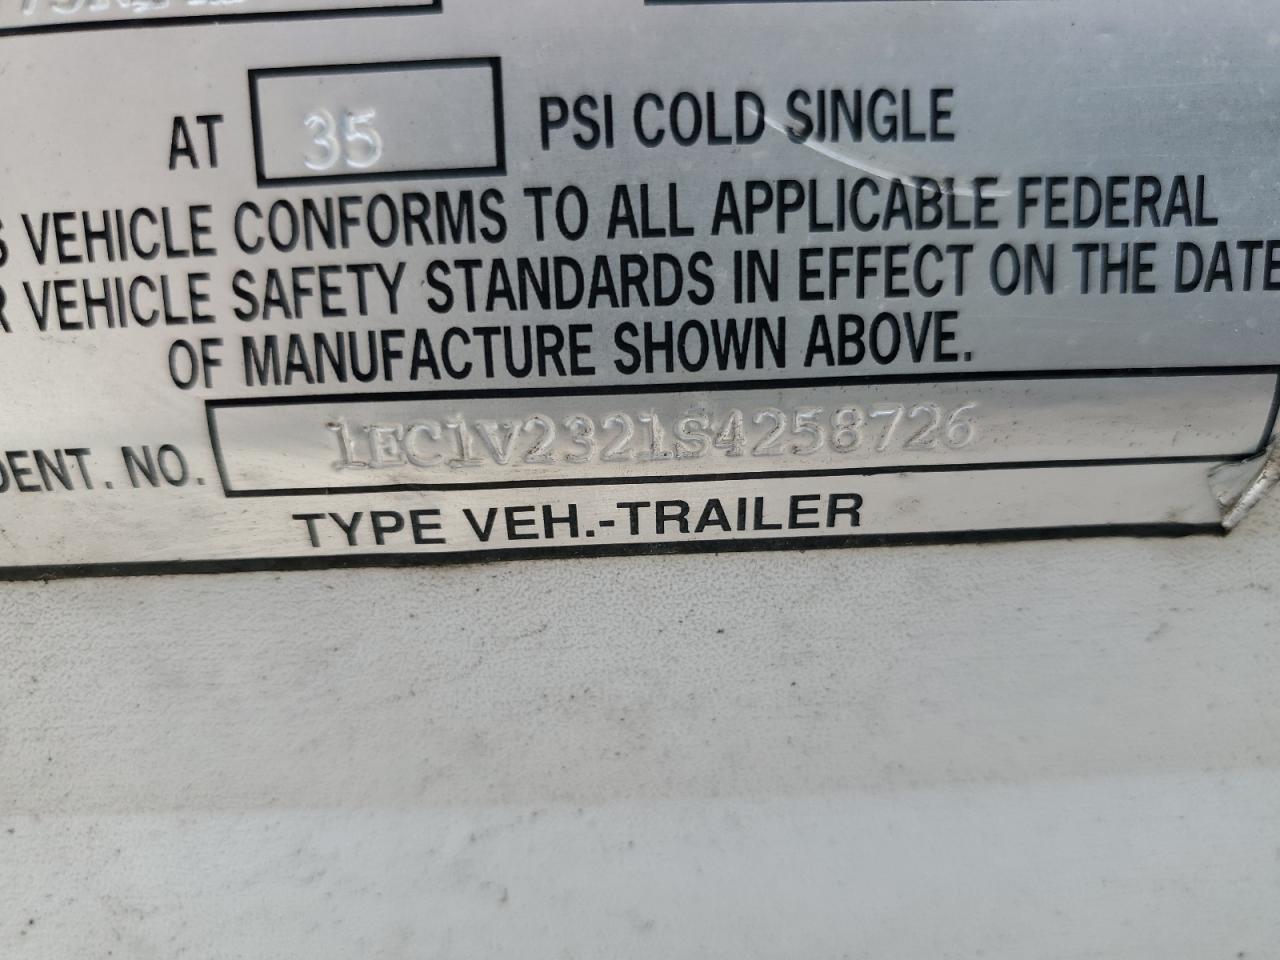 AT 35 PSI COLD SINGLE
VEHICLE CONFORMS TO ALL APPLICABLE FEDERAL
VEHICLE SAFETY STANDARDS IN EFFECT ON THE DATE
OF MANUFACTURE SHOWN ABOVE.
DENT. NO. 1EC1V2321S4258726
TYPE VEH.-TRAILER